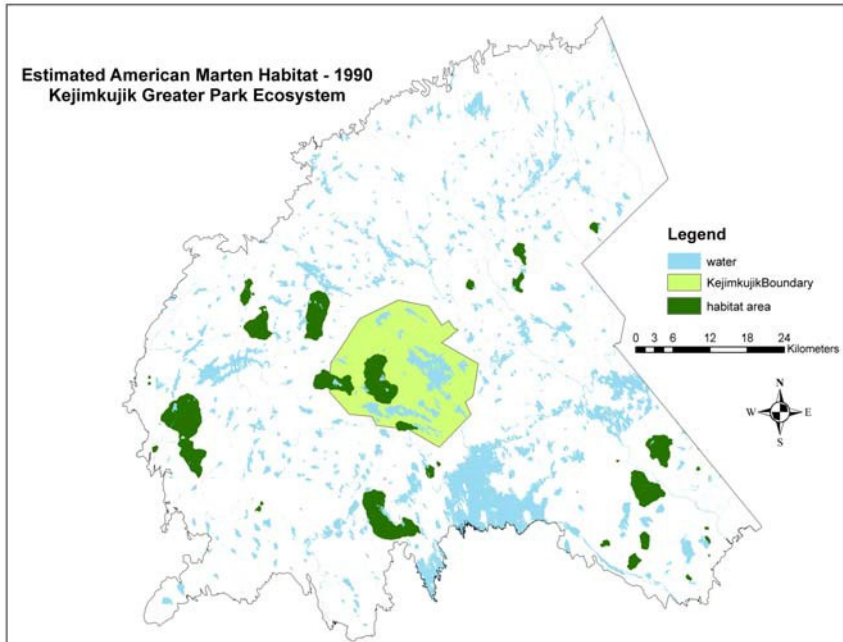 Estimated American Marten Habitat - 1990
Kejimkujik Greater Park Ecosystem
Legend
water
KejimkujikBoundary
habitat area
0 3 6 12 18 24
Kilometers
N
W E
S